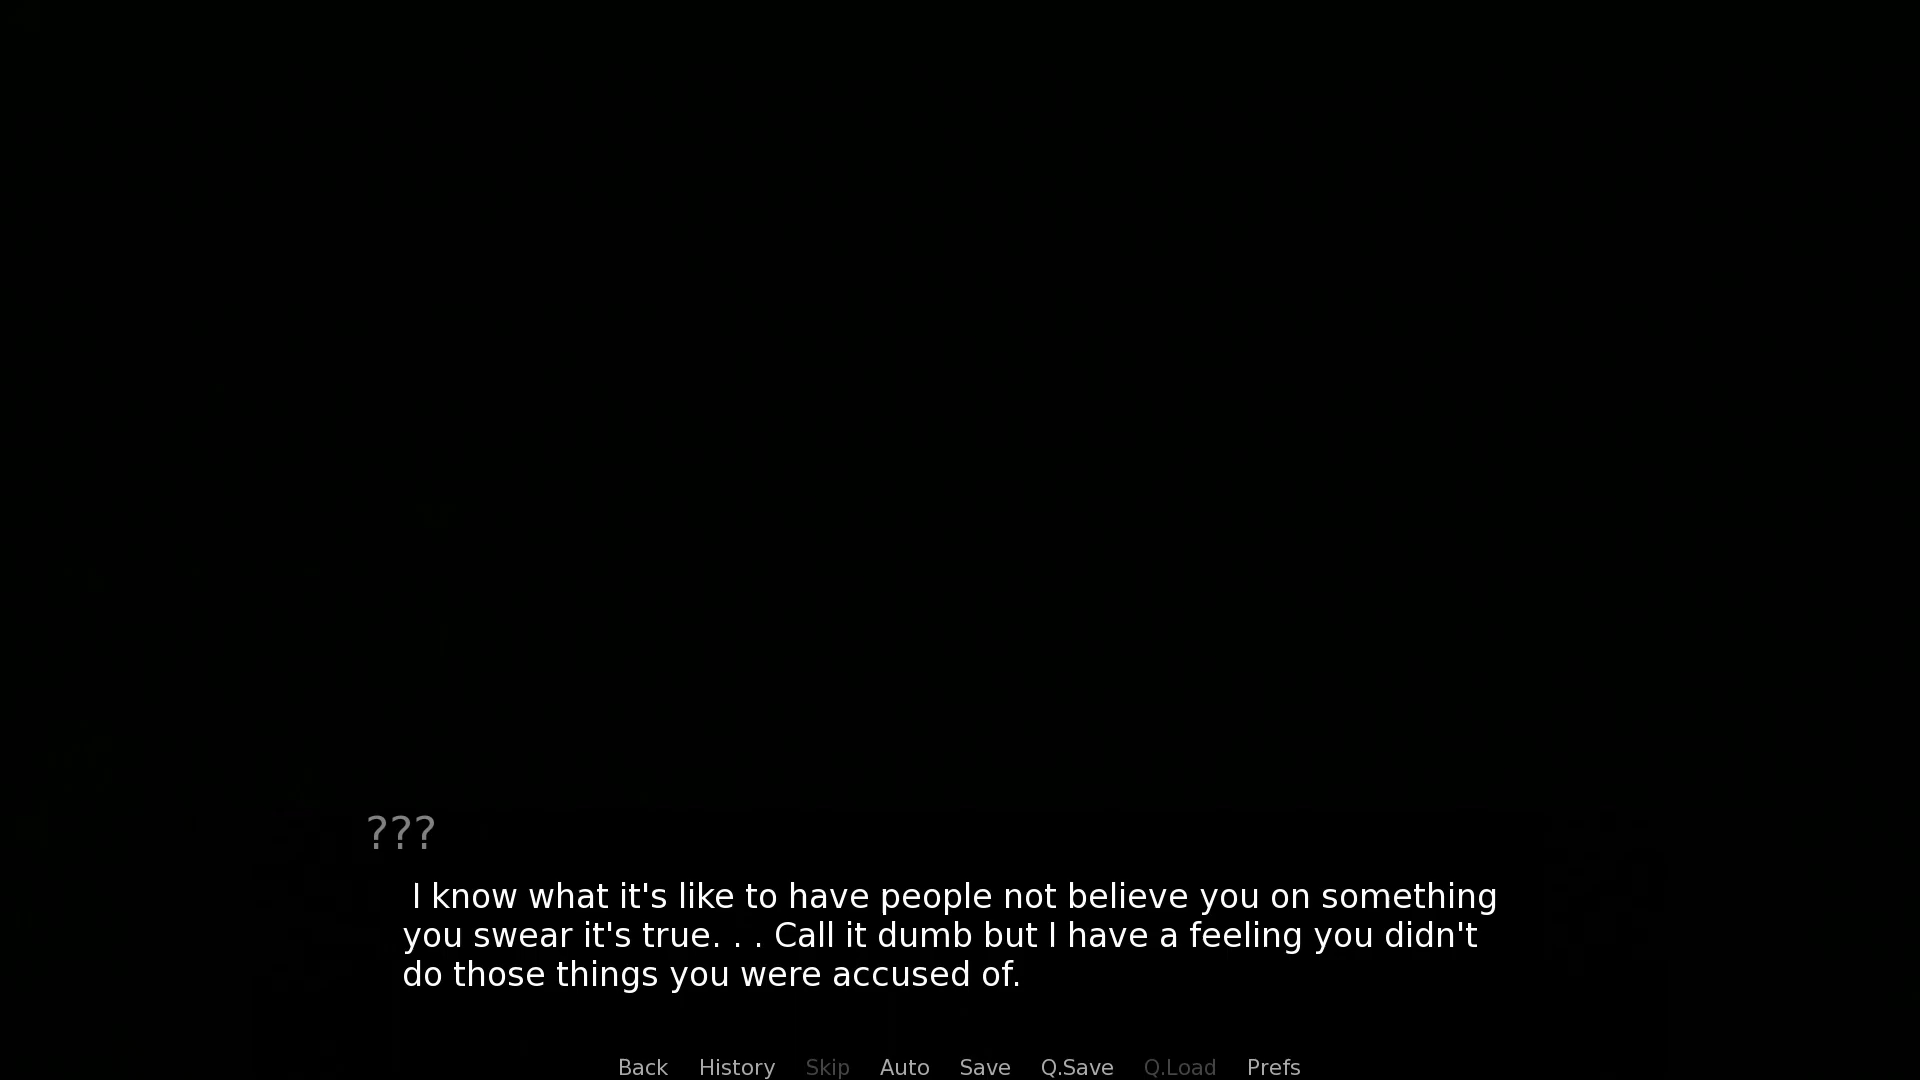 ???
I know what it's like to have people not believe you on something
you swear it's true. . . Call it dumb but I have a feeling you didn't
do those things you were accused of.
Back History Skip Auto Save Q.Save Q.Load Prefs